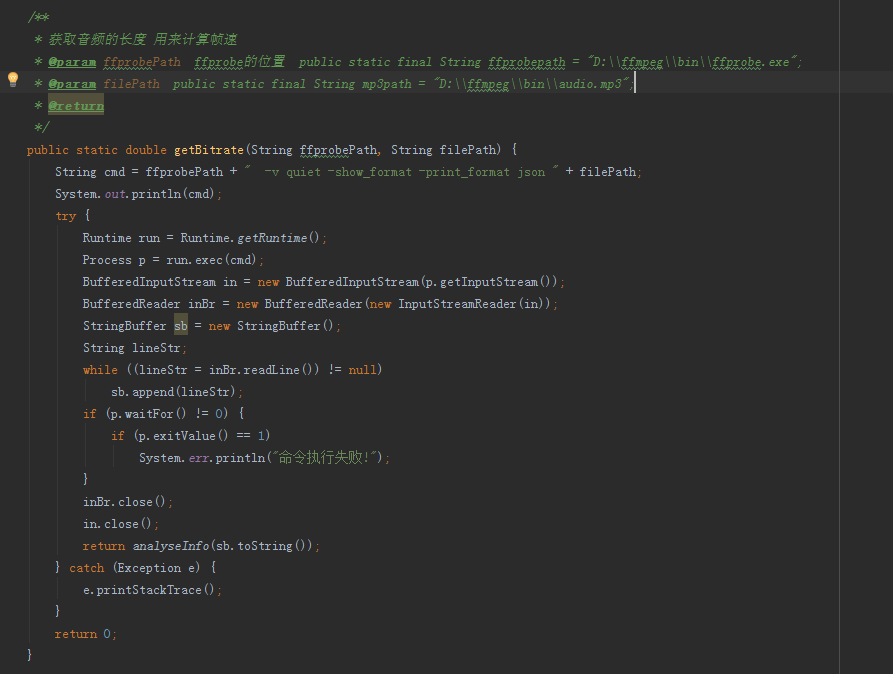 /**
 * 获取音频的长度 用来计算帧速
 * @param ffprobePath  ffprobe的位置  public static final String ffprobepath = "D:\\ffmpeg\\bin\\ffprobe.exe";
 * @param filePath  public static final String mp3path = "D:\\ffmpeg\\bin\\audio.mp3";
 * @return
 */
public static double getBitrate(String ffprobePath, String filePath) {
    String cmd = ffprobePath + "  -v quiet -show_format -print_format json " + filePath;
    System.out.println(cmd);
    try {
        Runtime run = Runtime.getRuntime();
        Process p = run.exec(cmd);
        BufferedInputStream in = new BufferedInputStream(p.getInputStream());
        BufferedReader inBr = new BufferedReader(new InputStreamReader(in));
        StringBuffer sb = new StringBuffer();
        String lineStr;
        while ((lineStr = inBr.readLine()) != null)
            sb.append(lineStr);
        if (p.waitFor() != 0) {
            if (p.exitValue() == 1)
                System.err.println("命令执行失败!");
        }
        inBr.close();
        in.close();
        return analyseInfo(sb.toString());
    } catch (Exception e) {
        e.printStackTrace();
    }
    return 0;
}